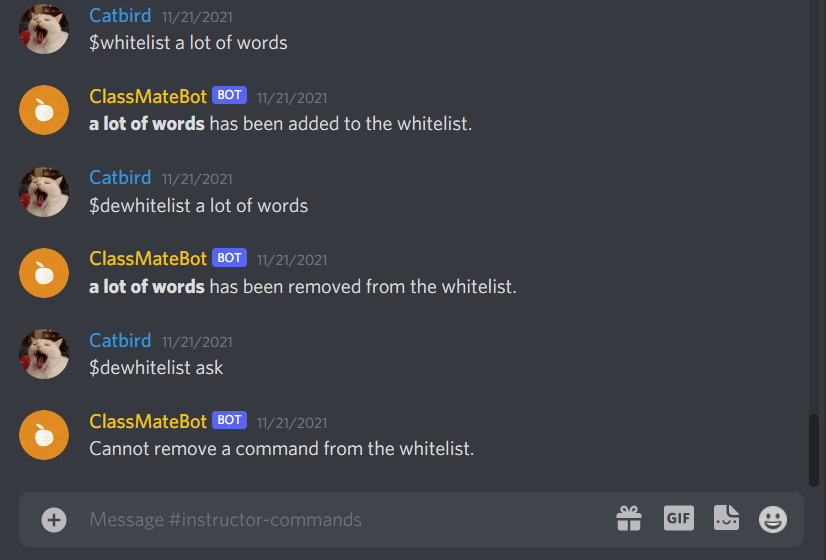 Catbird 11/21/2021
$whitelist a lot of words
ClassMateBot BOT 11/21/2021
a lot of words has been added to the whitelist.
Catbird 11/21/2021
$dewhitelist a lot of words
ClassMateBot BOT 11/21/2021
a lot of words has been removed from the whitelist.
Catbird 11/21/2021
$dewhitelist ask
ClassMateBot BOT 11/21/2021
Cannot remove a command from the whitelist.
Message #instructor-commands GIF